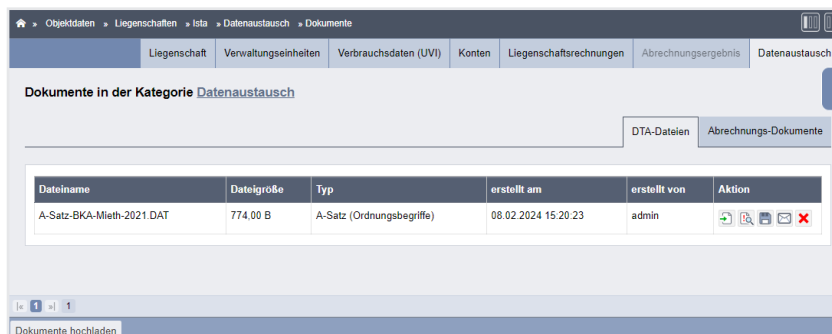 » Objektdaten » Liegenschaften » Ista » Datenaustausch » Dokumente
Liegenschaft Verwaltungseinheiten Verbrauchsdaten (UVI) Konten Liegenschaftsrechnungen Abrechnungsergebnis Datenaustausch
Dokumente in der Kategorie Datenaustausch
DTA-Dateien Abrechnungs-Dokumente
Dateiname Dateigröße Typ erstellt am erstellt von Aktion
A-Satz-BKA-Mieth-2021.DAT 774,00 B A-Satz (Ordnungsbegriffe) 08.02.2024 15:20:23 admin
|« 1 »| 1
Dokumente hochladen